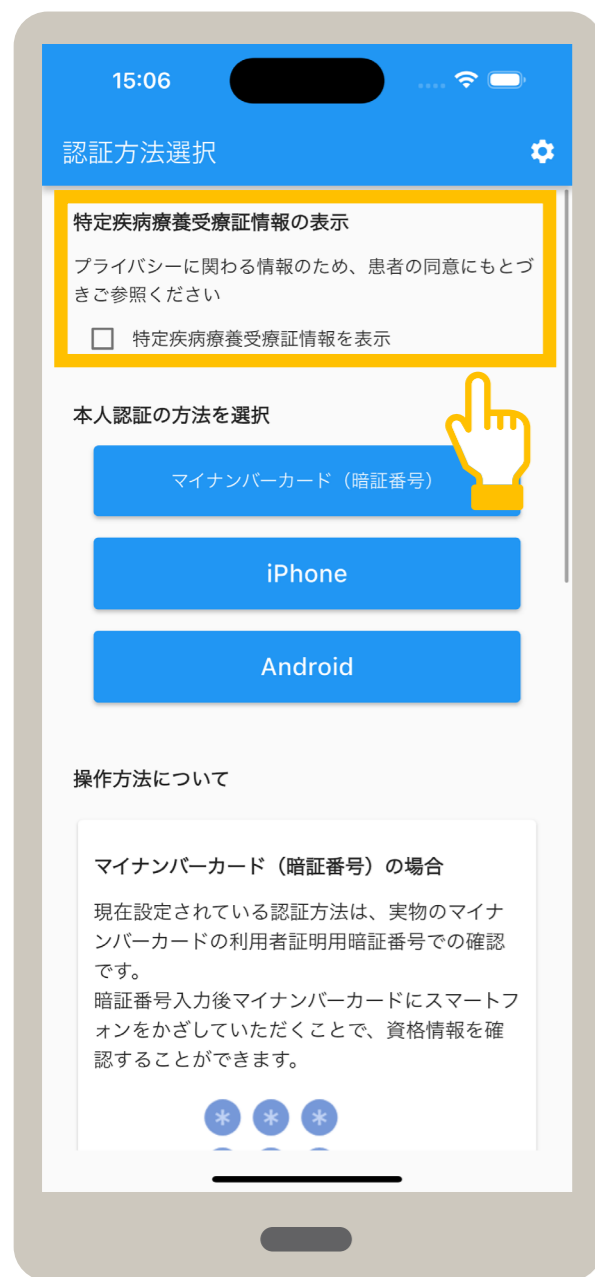 15:06
認証方法選択
特定疾病療養受療証情報の表示
プライバシーに関わる情報のため、患者の同意にもとづ
きご参照ください
特定疾病療養受療証情報を表示
本人認証の方法を選択
マイナンバーカード（暗証番号）
iPhone
Android
操作方法について
マイナンバーカード（暗証番号）の場合
現在設定されている認証方法は、実物のマイナ
ンバーカードの利用者証明用暗証番号での確認
です。
暗証番号入力後マイナンバーカードにスマートフ
ォンをかざしていただくことで、資格情報を確
認することができます。